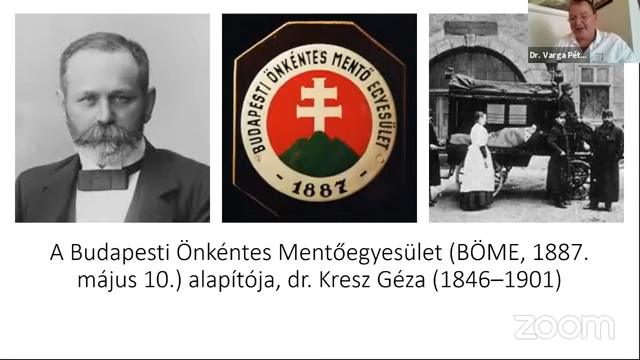 Dr. Varga Pét...
BUDAPESTI ÖNKÉNTES MENTŐ EGYESÜLET
- 1887 -
A Budapesti Önkéntes Mentőegyesület (BÖME, 1887.
május 10.) alapítója, dr. Kresz Géza (1846–1901)
zoom